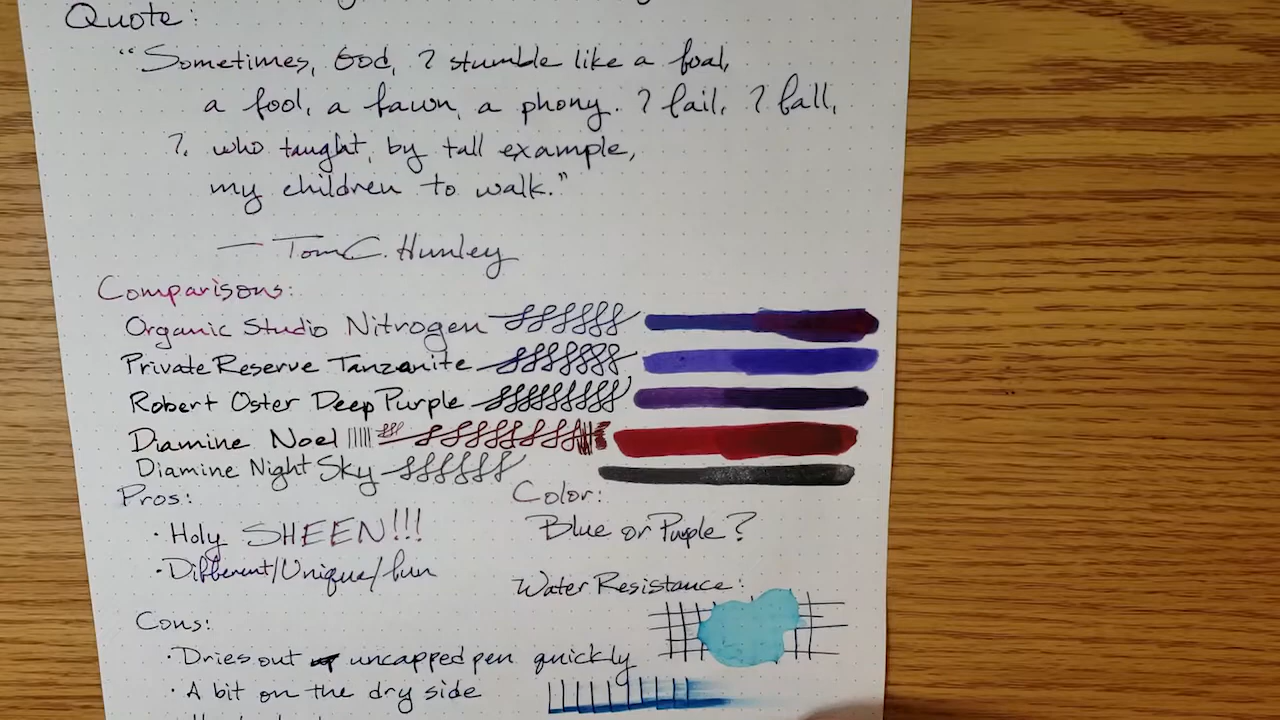 Quote:
"Sometimes, God, I stumble like a foal,
a fool, a fawn, a phony. I fail, I fall,
I, who taught, by tall example,
my children to walk."
— Tom C. Hunley
Comparisons:
Organic Studio Nitrogen
Private Reserve Tanzanite
Robert Oster Deep Purple
Diamine Noel
Diamine Night Sky
Pros:
· Holy SHEEN!!!
· Different/Unique/fun
Color:
Blue or Purple?
Water Resistance:
Cons:
· Dries out uncapped pen quickly
· A bit on the dry side